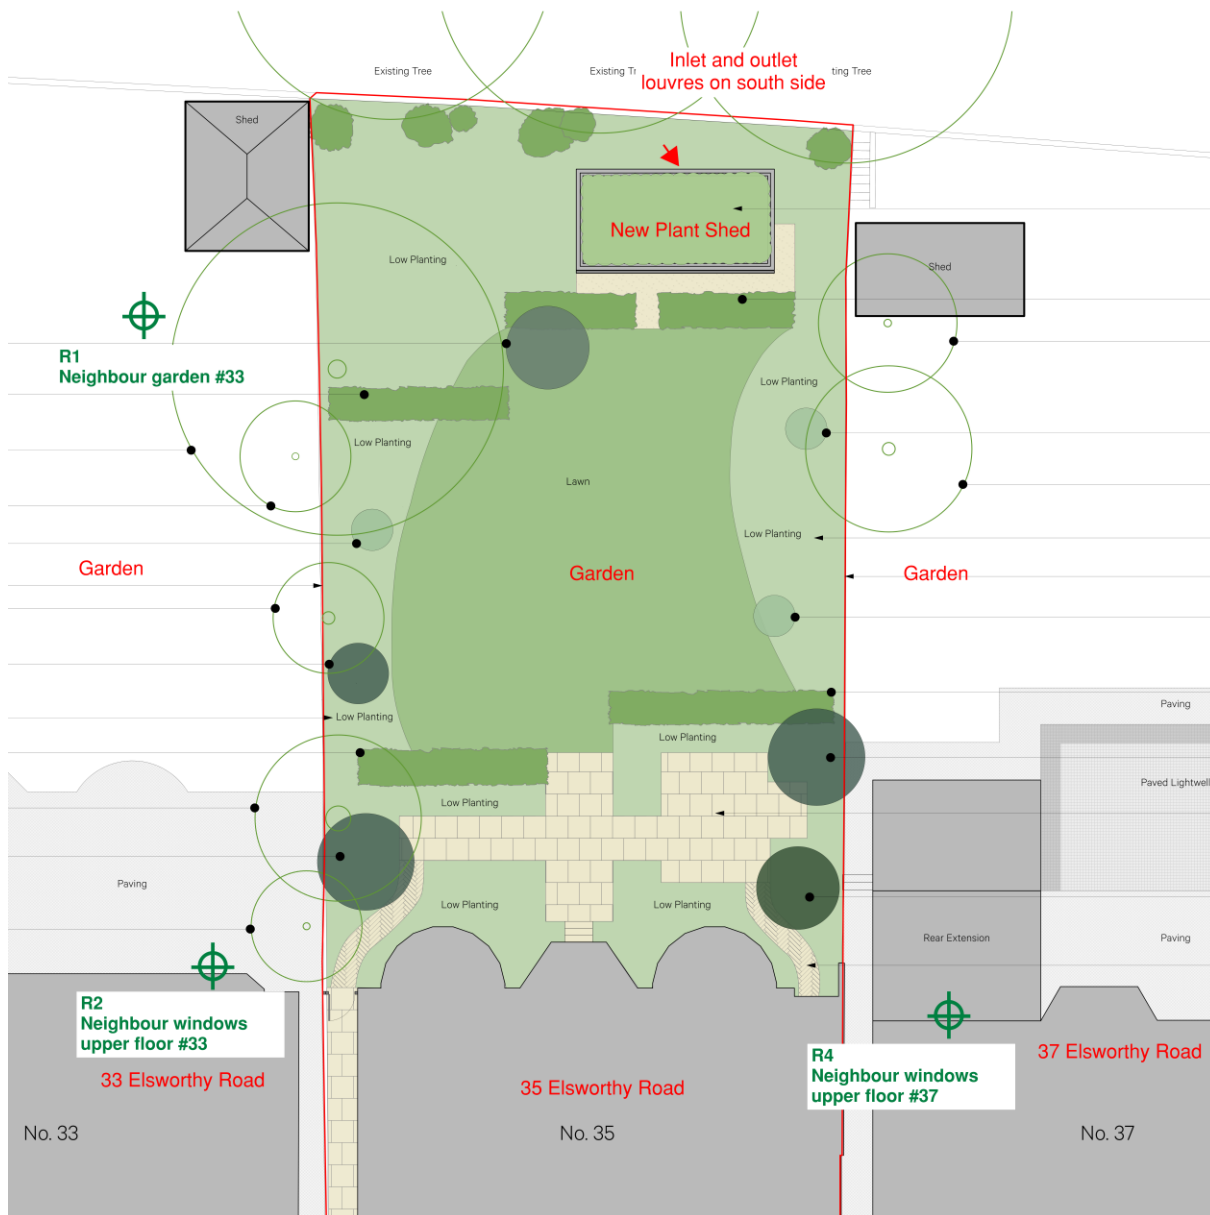 Inlet and outlet
louvres on south side
Existing Tree
Existing Tr
ting Tree
Shed
New Plant Shed
Low Planting
Shed
R1
Neighbour garden #33
Low Planting
Low Planting
Lawn
Low Planting
Garden
Garden
Garden
Low Planting
Paving
Low Planting
Paved Lightwell
Low Planting
Paving
Low Planting
Low Planting
Rear Extension
Paving
R2
Neighbour windows
upper floor #33
R4
Neighbour windows
upper floor #37
33 Elsworthy Road
35 Elsworthy Road
37 Elsworthy Road
No. 33
No. 35
No. 37